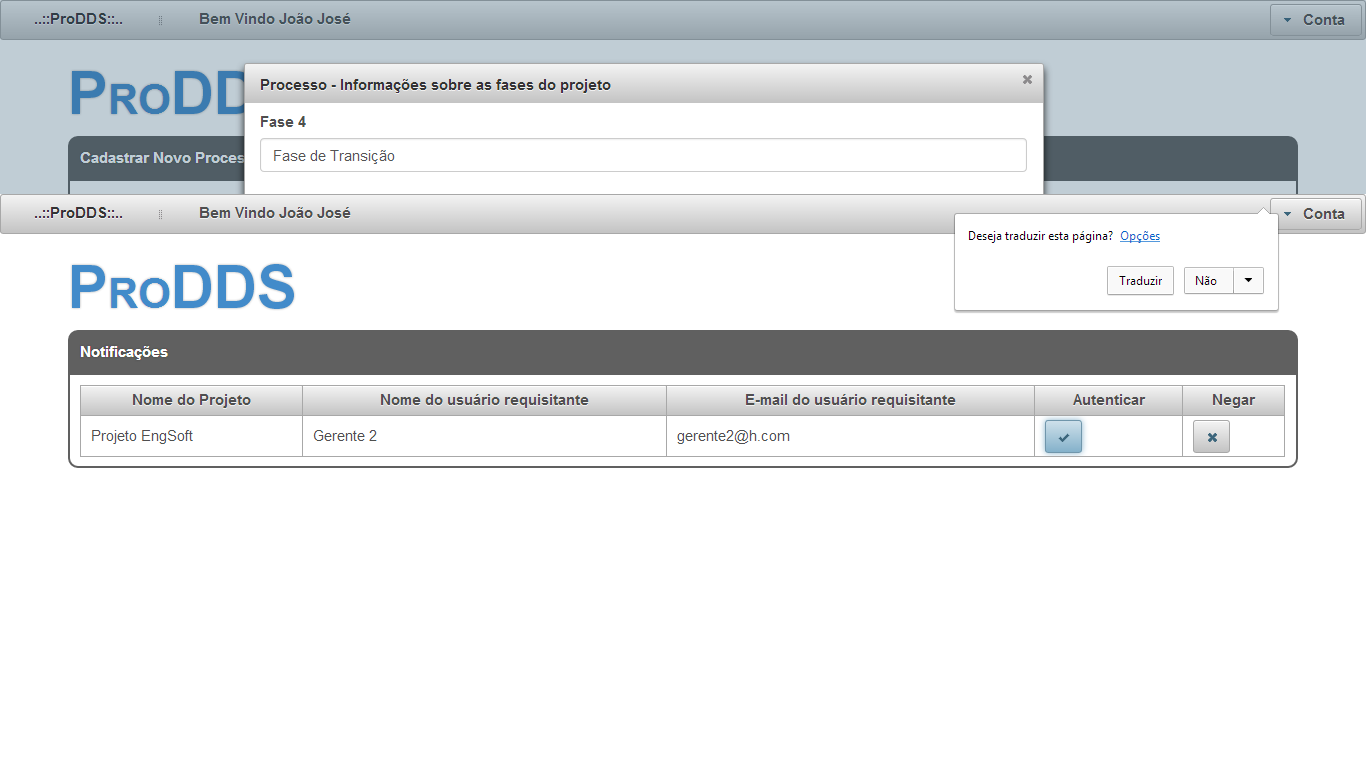 ..::ProDDS::.. Bem Vindo João José Conta
ProDD
Processo - Informações sobre as fases do projeto
Fase 4
Cadastrar Novo Proces
Fase de Transição
..::ProDDS::.. Bem Vindo João José Conta
Deseja traduzir esta página? Opções
Traduzir Não
ProDDS
Notificações
Nome do Projeto Nome do usuário requisitante E-mail do usuário requisitante Autenticar Negar
Projeto EngSoft Gerente 2 gerente2@h.com